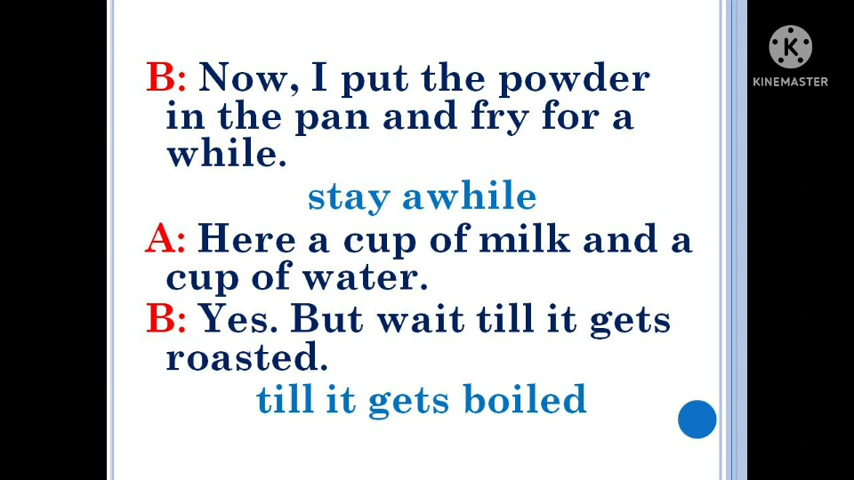 B: Now, I put the powder
in the pan and fry for a
while.
stay awhile
A: Here a cup of milk and a
cup of water.
B: Yes. But wait till it gets
roasted.
till it gets boiled
K
KINEMASTER